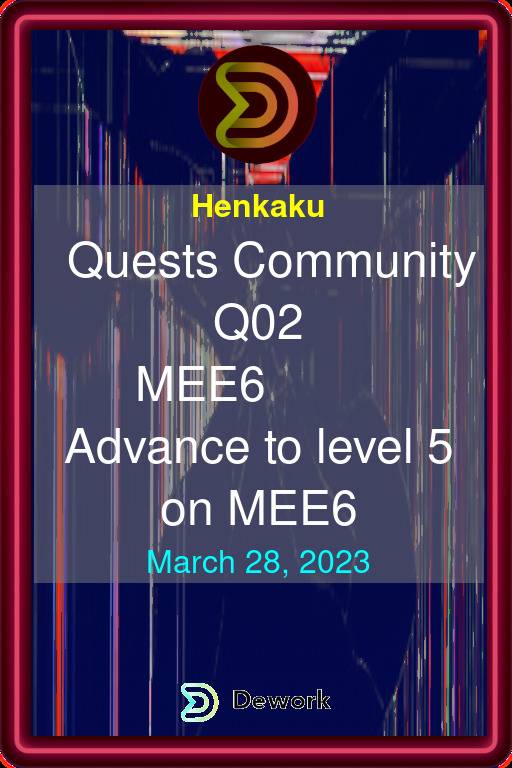 Henkaku
Quests Community
Q02
MEE6
Advance to level 5
on MEE6
March 28, 2023
Dework